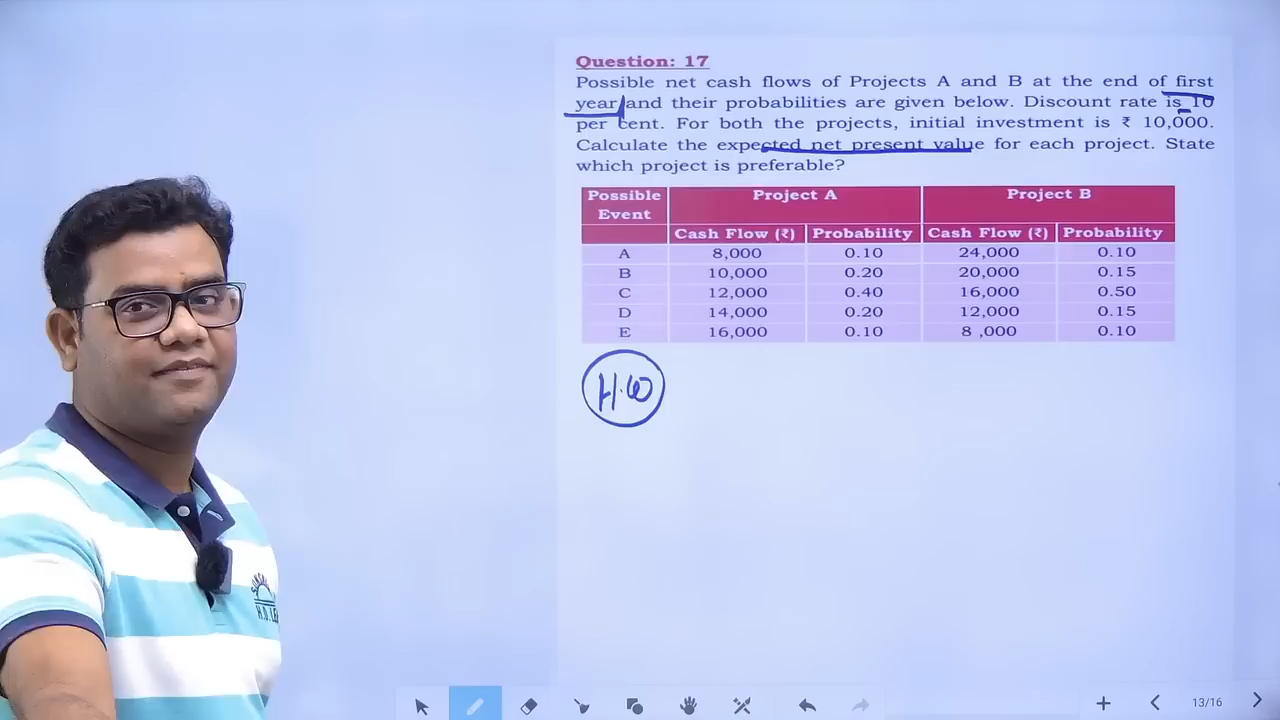 Question: 17
Possible net cash flows of Projects A and B at the end of first
year and their probabilities are given below. Discount rate is 10
per cent. For both the projects, initial investment is ₹ 10,000.
Calculate the expected net present value for each project. State
which project is preferable?
Possible Event Project A Project B
Cash Flow (₹) Probability Cash Flow (₹) Probability
A 8,000 0.10 24,000 0.10
B 10,000 0.20 20,000 0.15
C 12,000 0.40 16,000 0.50
D 14,000 0.20 12,000 0.15
E 16,000 0.10 8 ,000 0.10
H.W
13/16